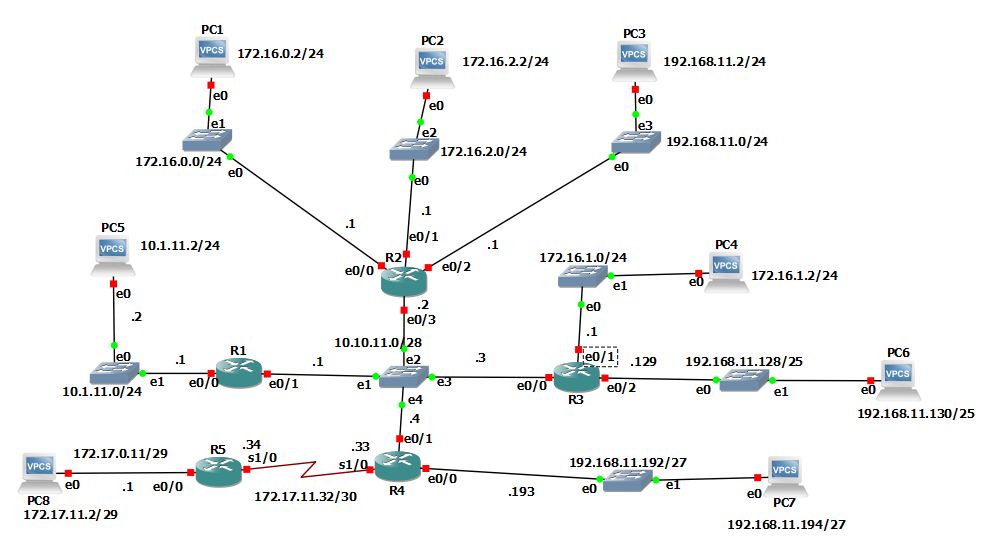 PC1
VPCS
172.16.0.2/24
e0
e1
172.16.0.0/24
e0
PC2
VPCS
172.16.2.2/24
e0
e2
172.16.2.0/24
e0
PC3
VPCS
192.168.11.2/24
e0
e3
192.168.11.0/24
e0
.1
.1
.1
e0/1
R2
e0/0
e0/2
.2
e0/3
PC5
VPCS
10.1.11.2/24
e0
.2
e0
e1
10.1.11.0/24
.1
e0/0
R1
e0/1
.1
10.10.11.0/28
e2
e1
e3
e4
172.16.1.0/24
e0
e1
PC4
VPCS
e0
172.16.1.2/24
.1
e0/1
.3
e0/0
R3
e0/2
.129
192.168.11.128/25
e0
e1
PC6
VPCS
e0
192.168.11.130/25
.4
e0/1
172.17.0.11/29
VPCS
e0
PC8
172.17.11.2/29
.1
e0/0
R5
.34
s1/0
172.17.11.32/30
.33
s1/0
R4
e0/0
.193
192.168.11.192/27
e0
e1
PC7
VPCS
e0
192.168.11.194/27